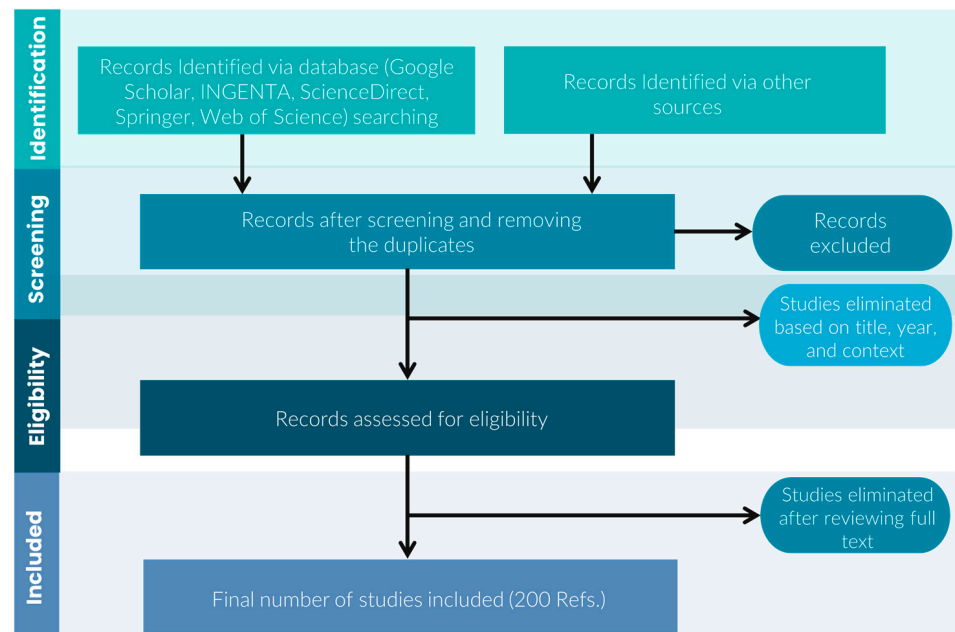 Identification
Records Identified via database (Google
Scholar, INGENTA, ScienceDirect,
Springer, Web of Science) searching
Records Identified via other
sources
Screening
Records after screening and removing
the duplicates
Records
excluded
Studies eliminated
based on title, year,
and context
Eligibility
Records assessed for eligibility
Studies eliminated
after reviewing full
text
Included
Final number of studies included (200 Refs.)